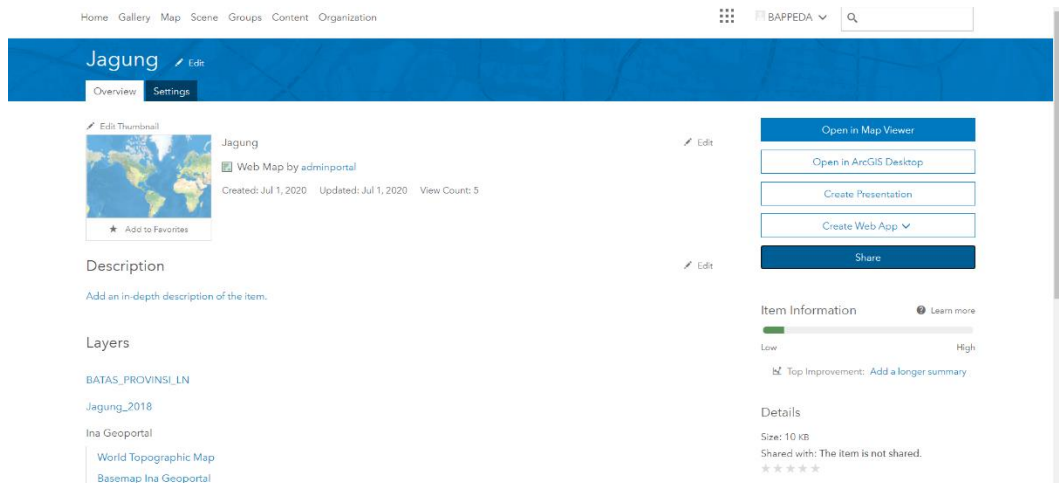 Home Gallery Map Scene Groups Content Organization
BAPPEDA
Jagung Edit
Overview Settings
Edit Thumbnail
Jagung
Edit
Web Map by adminportal
Created: Jul 1, 2020 Updated: Jul 1, 2020 View Count: 5
Add to Favorites
Description
Edit
Add an in-depth description of the item.
Layers
BATAS_PROVINSI_LN
Jagung_2018
Ina Geoportal
World Topographic Map
Basemap Ina Geoportal
Open in Map Viewer
Open in ArcGIS Desktop
Create Presentation
Create Web App
Share
Item Information Learn more
Low High
Top Improvement: Add a longer summary
Details
Size: 10 KB
Shared with: The item is not shared.